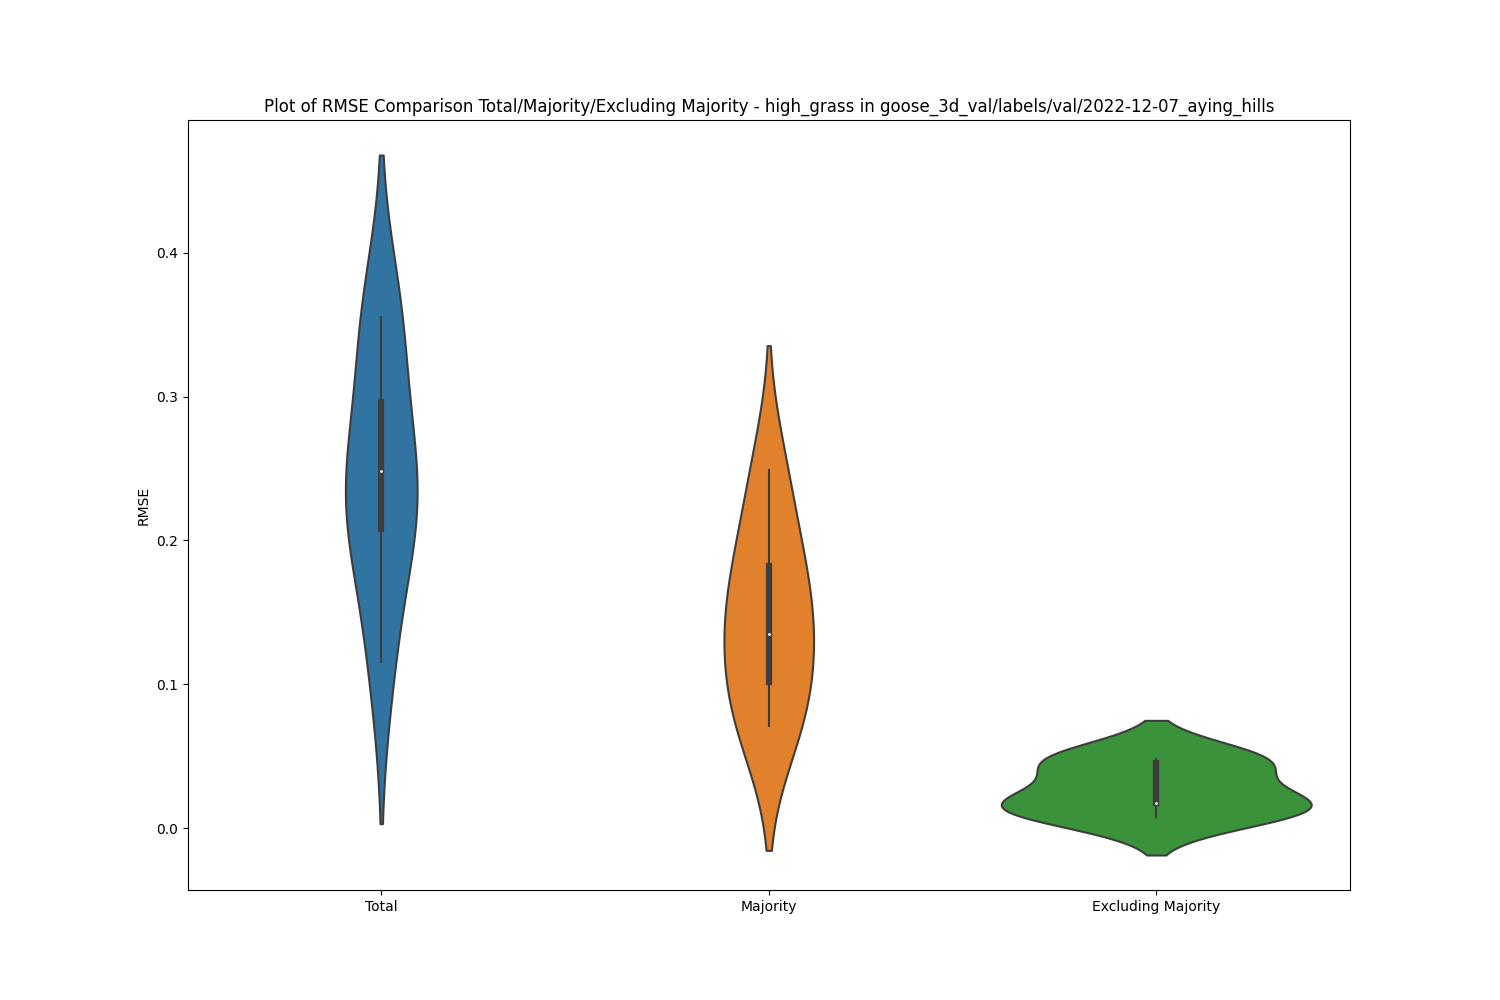 Plot of RMSE Comparison Total/Majority/Excluding Majority - high_grass in goose_3d_val/labels/val/2022-12-07_aying_hills
0.4
0.3
0.2
0.1
0.0
RMSE
Total
Majority
Excluding Majority